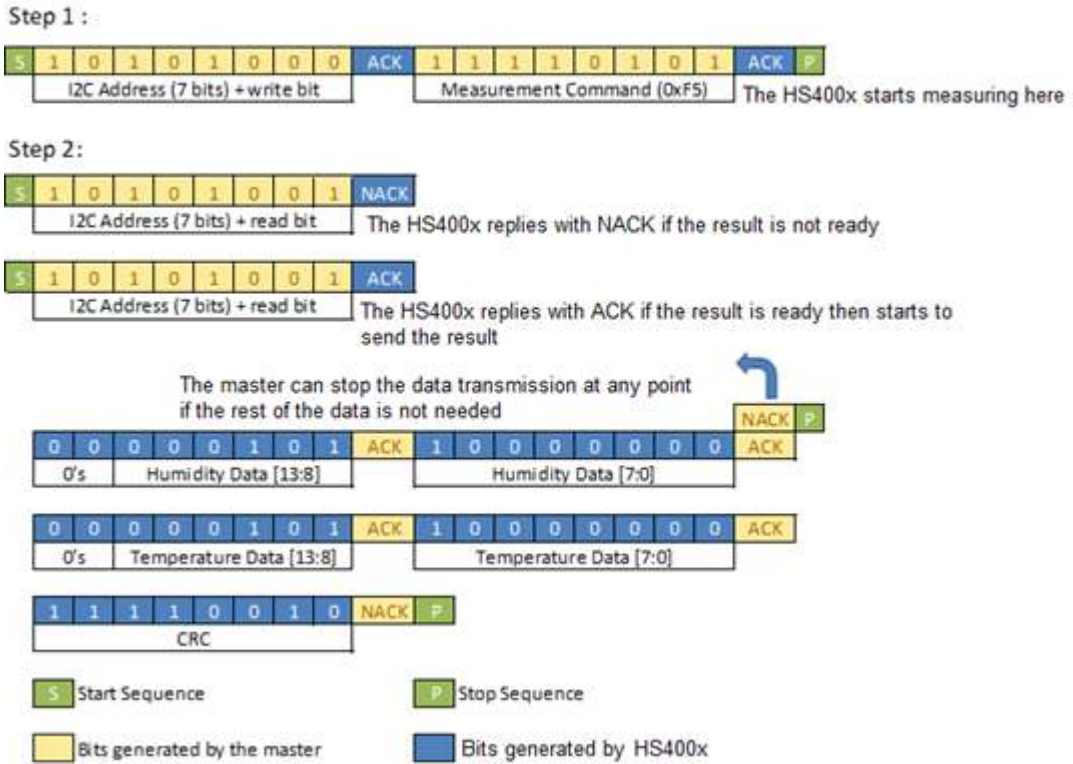 Step 1 :
S 1 0 1 0 1 0 0 0 ACK 1 1 1 1 0 1 0 1 ACK P
I2C Address (7 bits) + write bit Measurement Command (0xF5) The HS400x starts measuring here
Step 2:
S 1 0 1 0 1 0 0 1 NACK
I2C Address (7 bits) + read bit The HS400x replies with NACK if the result is not ready
S 1 0 1 0 1 0 0 1 ACK
I2C Address (7 bits) + read bit The HS400x replies with ACK if the result is ready then starts to
send the result
The master can stop the data transmission at any point
if the rest of the data is not needed
NACK P
0 0 0 0 0 1 0 1 ACK 1 0 0 0 0 0 0 0 ACK
0's Humidity Data [13:8] Humidity Data [7:0]
0 0 0 0 0 1 0 1 ACK 1 0 0 0 0 0 0 0 ACK
0's Temperature Data [13:8] Temperature Data [7:0]
1 1 1 1 0 0 1 0 NACK P
CRC
S Start Sequence P Stop Sequence
Bits generated by the master Bits generated by HS400x